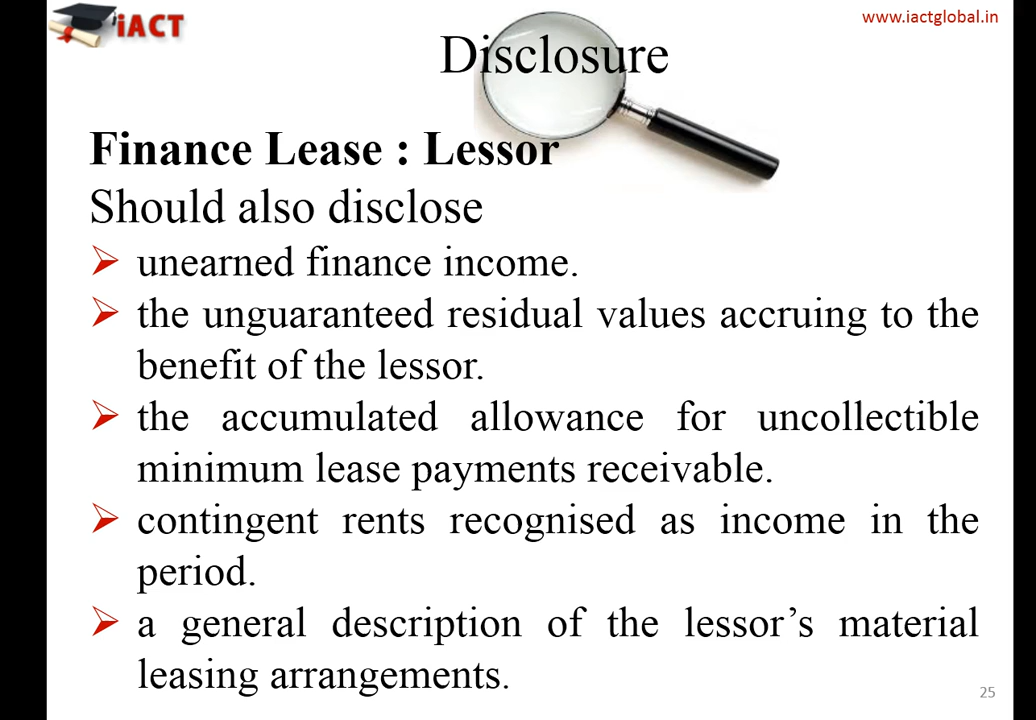 iACT
www.iactglobal.in
Disclosure
Finance Lease : Lessor
Should also disclose
unearned finance income.
the unguaranteed residual values accruing to the
benefit of the lessor.
the accumulated allowance for uncollectible
minimum lease payments receivable.
contingent rents recognised as income in the
period.
a general description of the lessor’s material
leasing arrangements.
25